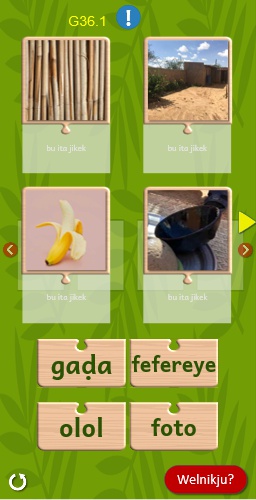 G36.1
!
bu ita jikek
bu ita jikek
bu ita jikek
bu ita jikek
gaḍa
fefereye
olol
foto
Welnikju?